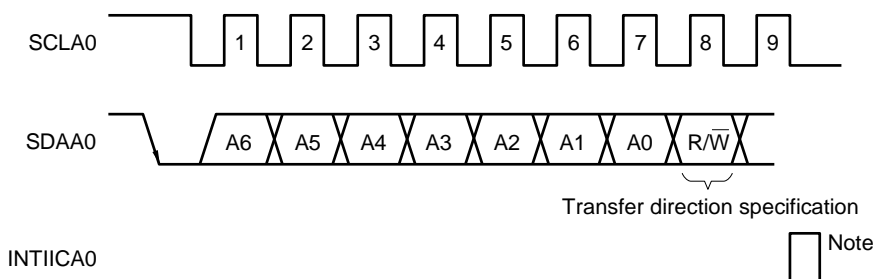 SCLA0 1 2 3 4 5 6 7 8 9
SDAA0 A6 A5 A4 A3 A2 A1 A0 R/W̅
Transfer direction specification
INTIICA0 Note